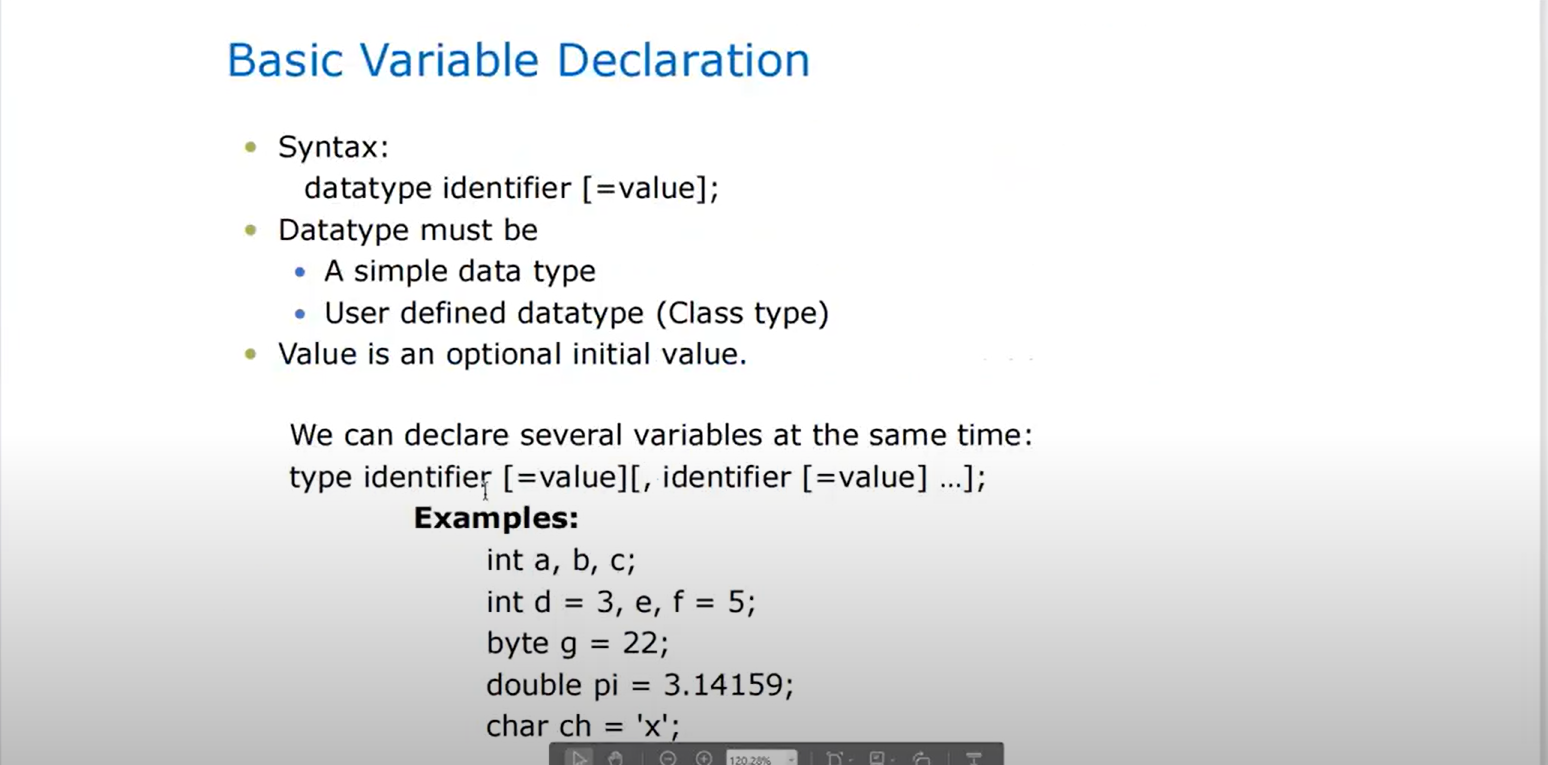 Basic Variable Declaration
• Syntax:
datatype identifier [=value];
• Datatype must be
• A simple data type
• User defined datatype (Class type)
• Value is an optional initial value.
We can declare several variables at the same time:
type identifier [=value][, identifier [=value] ...];
Examples:
int a, b, c;
int d = 3, e, f = 5;
byte g = 22;
double pi = 3.14159;
char ch = 'x';
120.28%